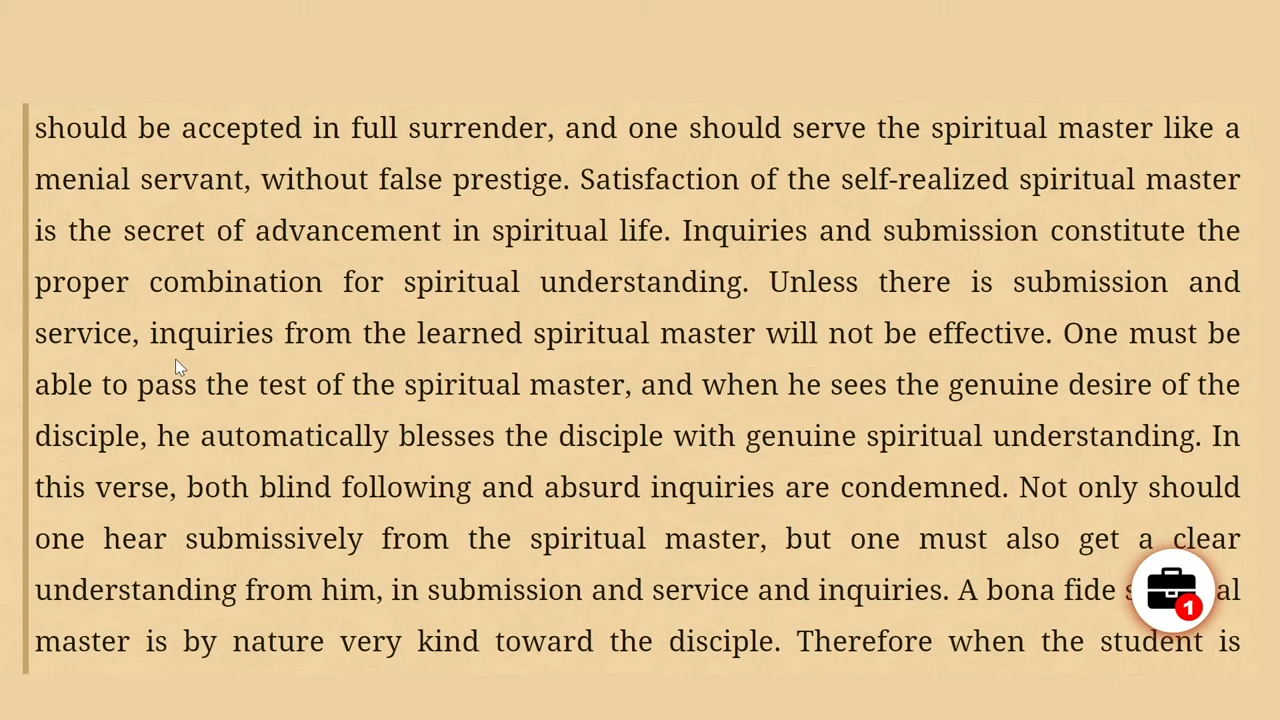 should be accepted in full surrender, and one should serve the spiritual master like a
menial servant, without false prestige. Satisfaction of the self-realized spiritual master
is the secret of advancement in spiritual life. Inquiries and submission constitute the
proper combination for spiritual understanding. Unless there is submission and
service, inquiries from the learned spiritual master will not be effective. One must be
able to pass the test of the spiritual master, and when he sees the genuine desire of the
disciple, he automatically blesses the disciple with genuine spiritual understanding. In
this verse, both blind following and absurd inquiries are condemned. Not only should
one hear submissively from the spiritual master, but one must also get a clear
understanding from him, in submission and service and inquiries. A bona fide
master is by nature very kind toward the disciple. Therefore when the student is
1